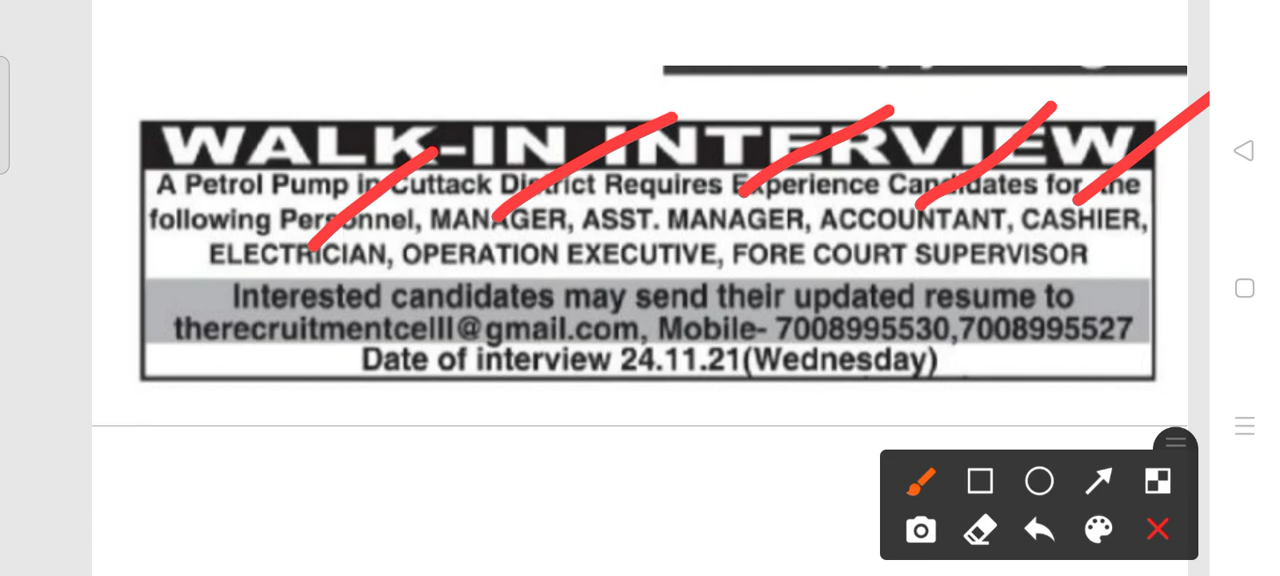 WALK-IN INTERVIEW
A Petrol Pump in Cuttack District Requires Experience Candidates for the
following Personnel, MANAGER, ASST. MANAGER, ACCOUNTANT, CASHIER,
ELECTRICIAN, OPERATION EXECUTIVE, FORE COURT SUPERVISOR
Interested candidates may send their updated resume to
therecruitmentcelll@gmail.com, Mobile- 7008995530,7008995527
Date of interview 24.11.21(Wednesday)